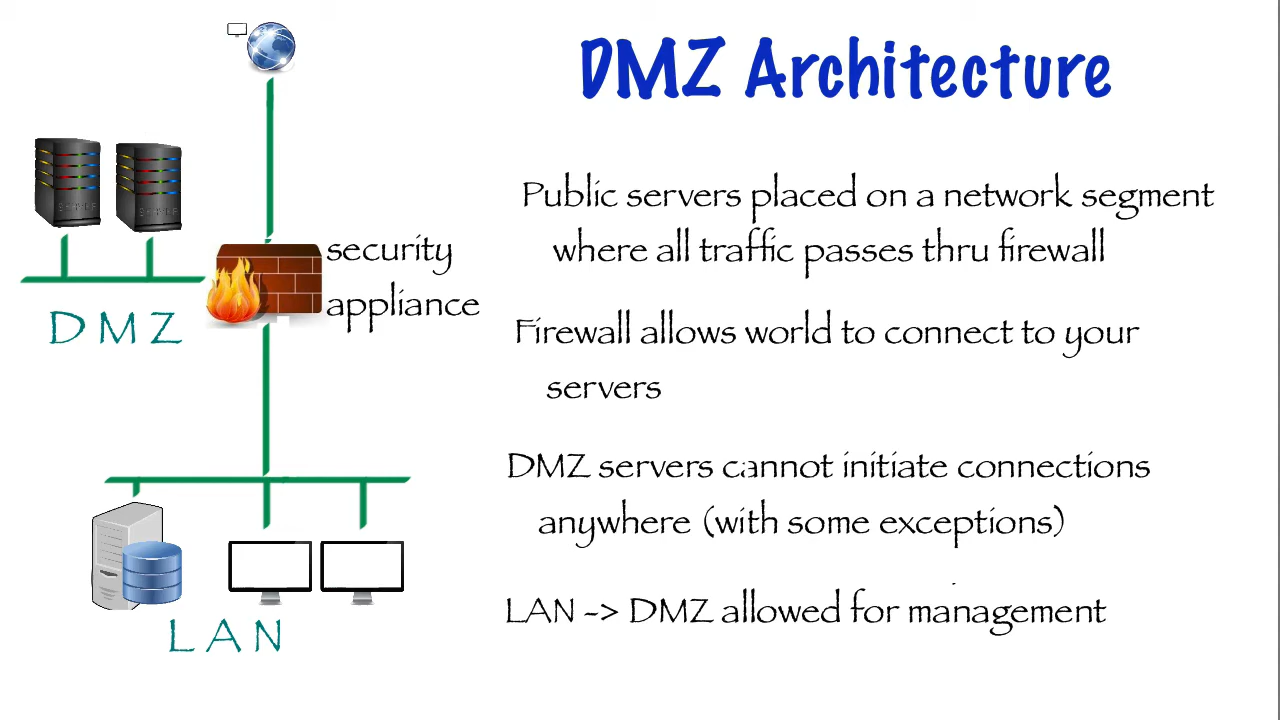 DMZ Architecture
security
appliance
D M Z
L A N
Public servers placed on a network segment
where all traffic passes thru firewall
Firewall allows world to connect to your
servers
DMZ servers cannot initiate connections
anywhere (with some exceptions)
LAN -> DMZ allowed for management